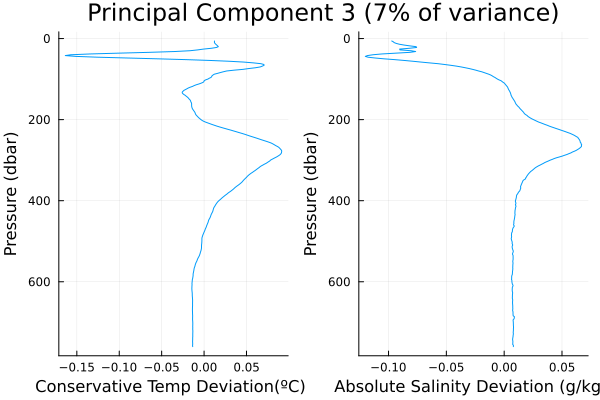 Principal Component 3 (7% of variance)
0
200
400
600
Pressure (dbar)
−0.15 −0.10 −0.05 0.00 0.05
Conservative Temp Deviation(ºC)
0
200
400
600
Pressure (dbar)
−0.10 −0.05 0.00 0.05
Absolute Salinity Deviation (g/kg